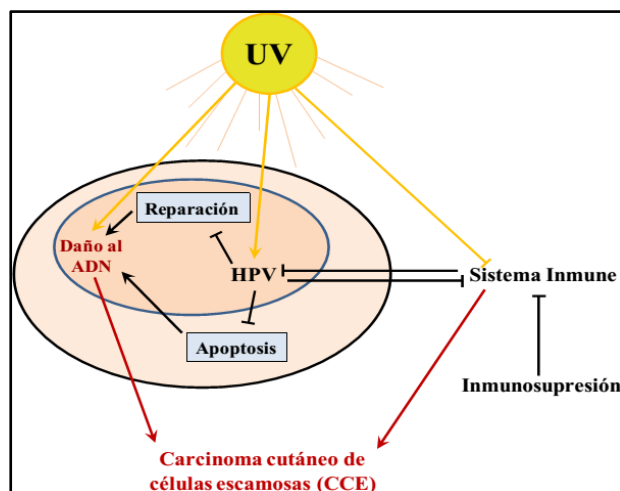 UV
Reparación
Daño al
ADN
HPV
Sistema Inmune
Apoptosis
Inmunosupresión
Carcinoma cutáneo de
células escamosas (CCE)